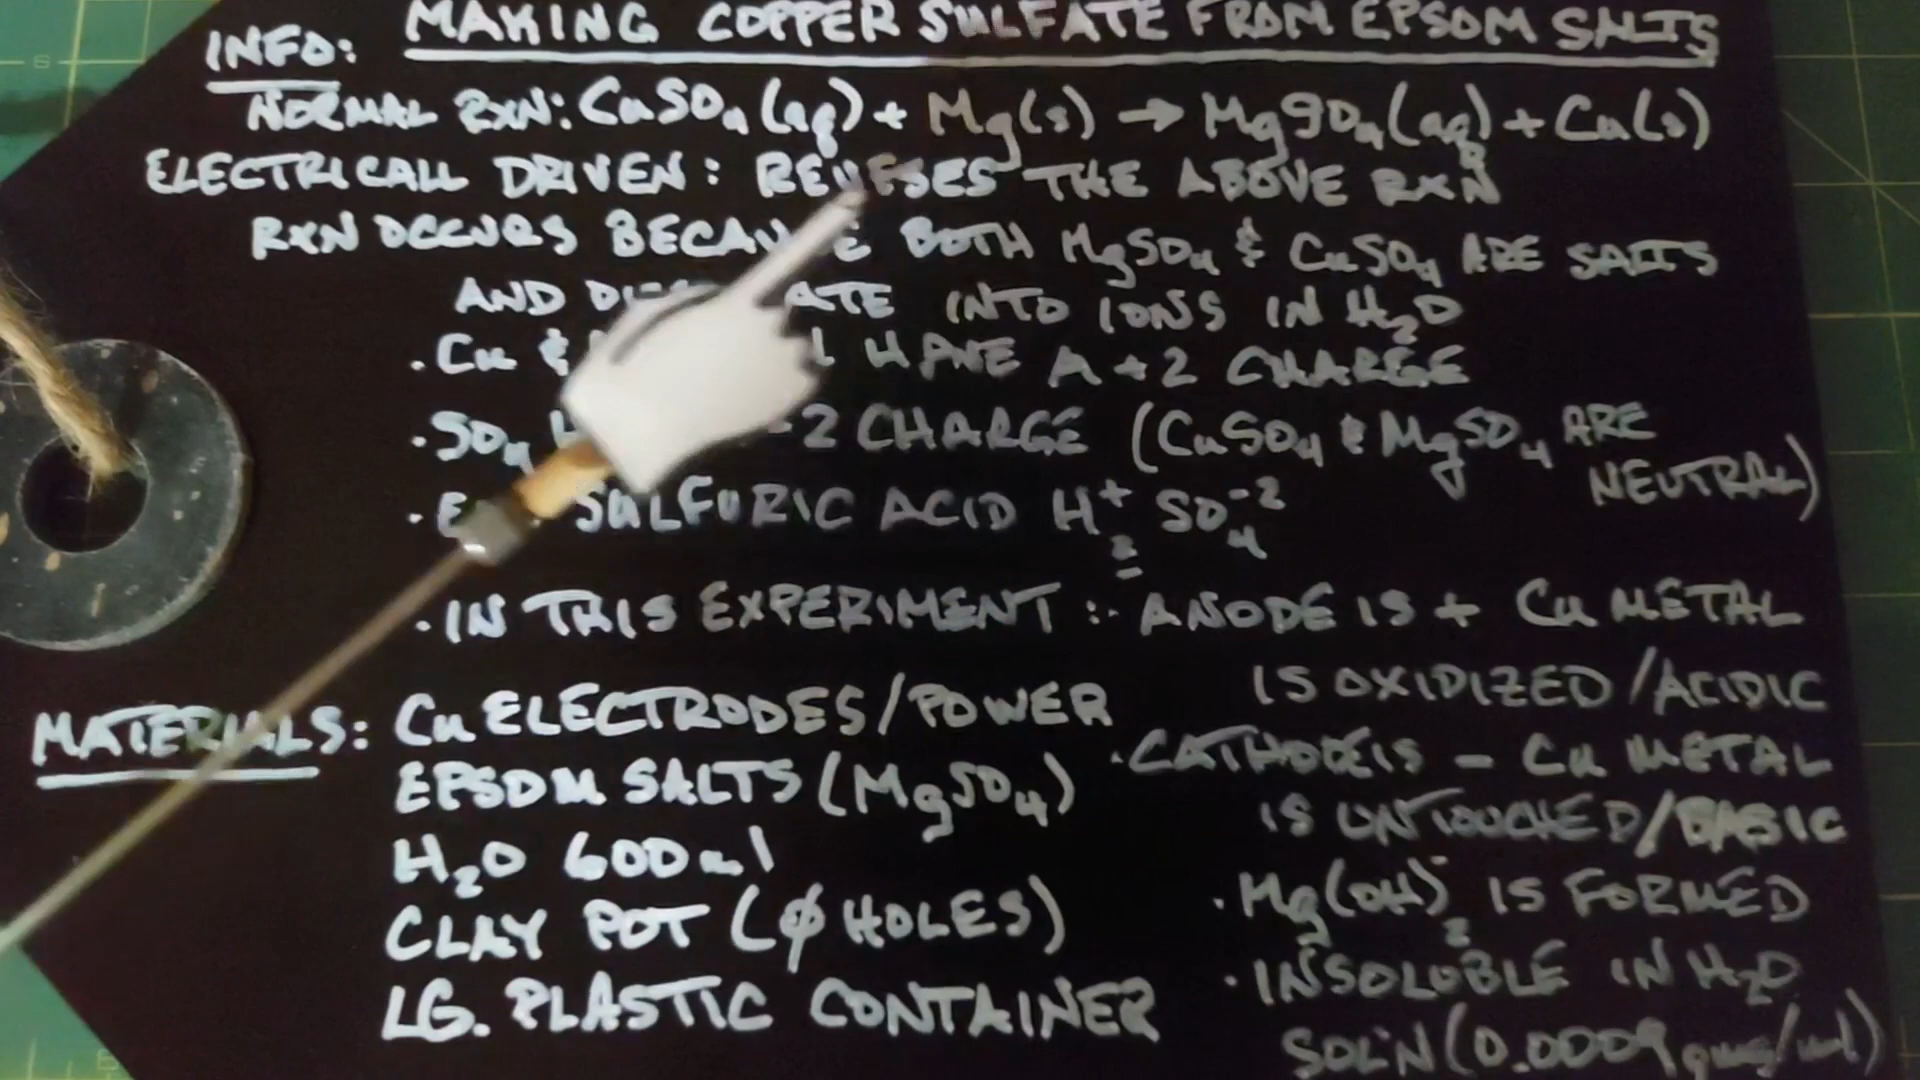 MAKING COPPER SULFATE FROM EPSOM SALTS
INFO:
NORMAL RXN: CuSO₄(aq) + Mg(s) → MgSO₄(aq) + Cu(s)
ELECTRICALL DRIVEN: REVESES THE ABOVE RXN
RXN OCCURS BECAUSE BOTH MgSO₄ & CuSO₄ ARE SALTS
AND INTO IONS IN H₂O
· Cu & HAVE A +2 CHARGE
· SO₄ -2 CHARGE (CuSO₄ & MgSO₄ ARE NEUTRAL)
· SULFURIC ACID H⁺₂ SO₄⁻²
· IN THIS EXPERIMENT :· ANODE IS + Cu METAL
IS OXIDIZED/ACIDIC
· CATHODE IS - Cu METAL
IS UNTOUCHED/BASIC
· Mg(OH)⁻₂ IS FORMED
· INSOLUBLE IN H₂O
SOL'N (0.0009 gms/ml)
MATERIALS: Cu ELECTRODES/POWER
EPSOM SALTS (MgSO₄)
H₂O 600ml
CLAY POT (∅ HOLES)
LG. PLASTIC CONTAINER